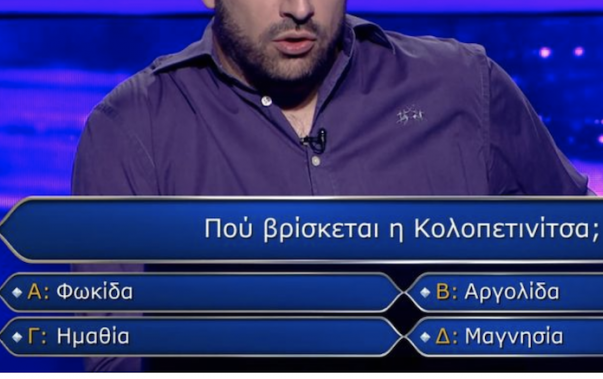 Πού βρίσκεται η Κολοπετινίτσα;
Α: Φωκίδα
Β: Αργολίδα
Γ: Ημαθία
Δ: Μαγνησία